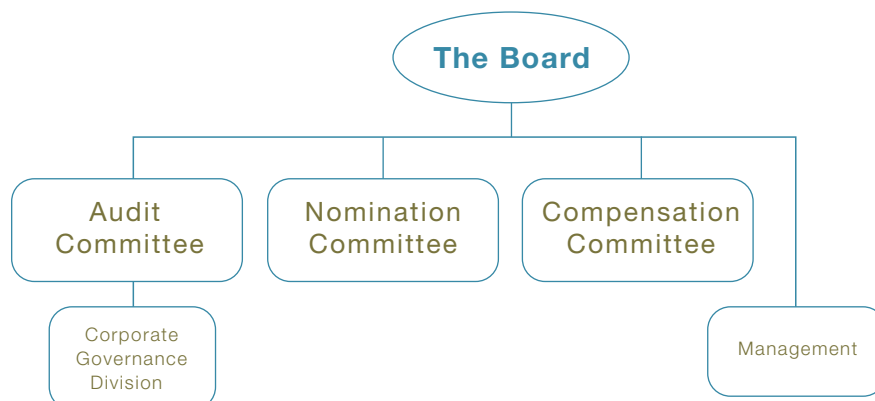 The Board
Audit
Committee
Nomination
Committee
Compensation
Committee
Corporate
Governance
Division
Management